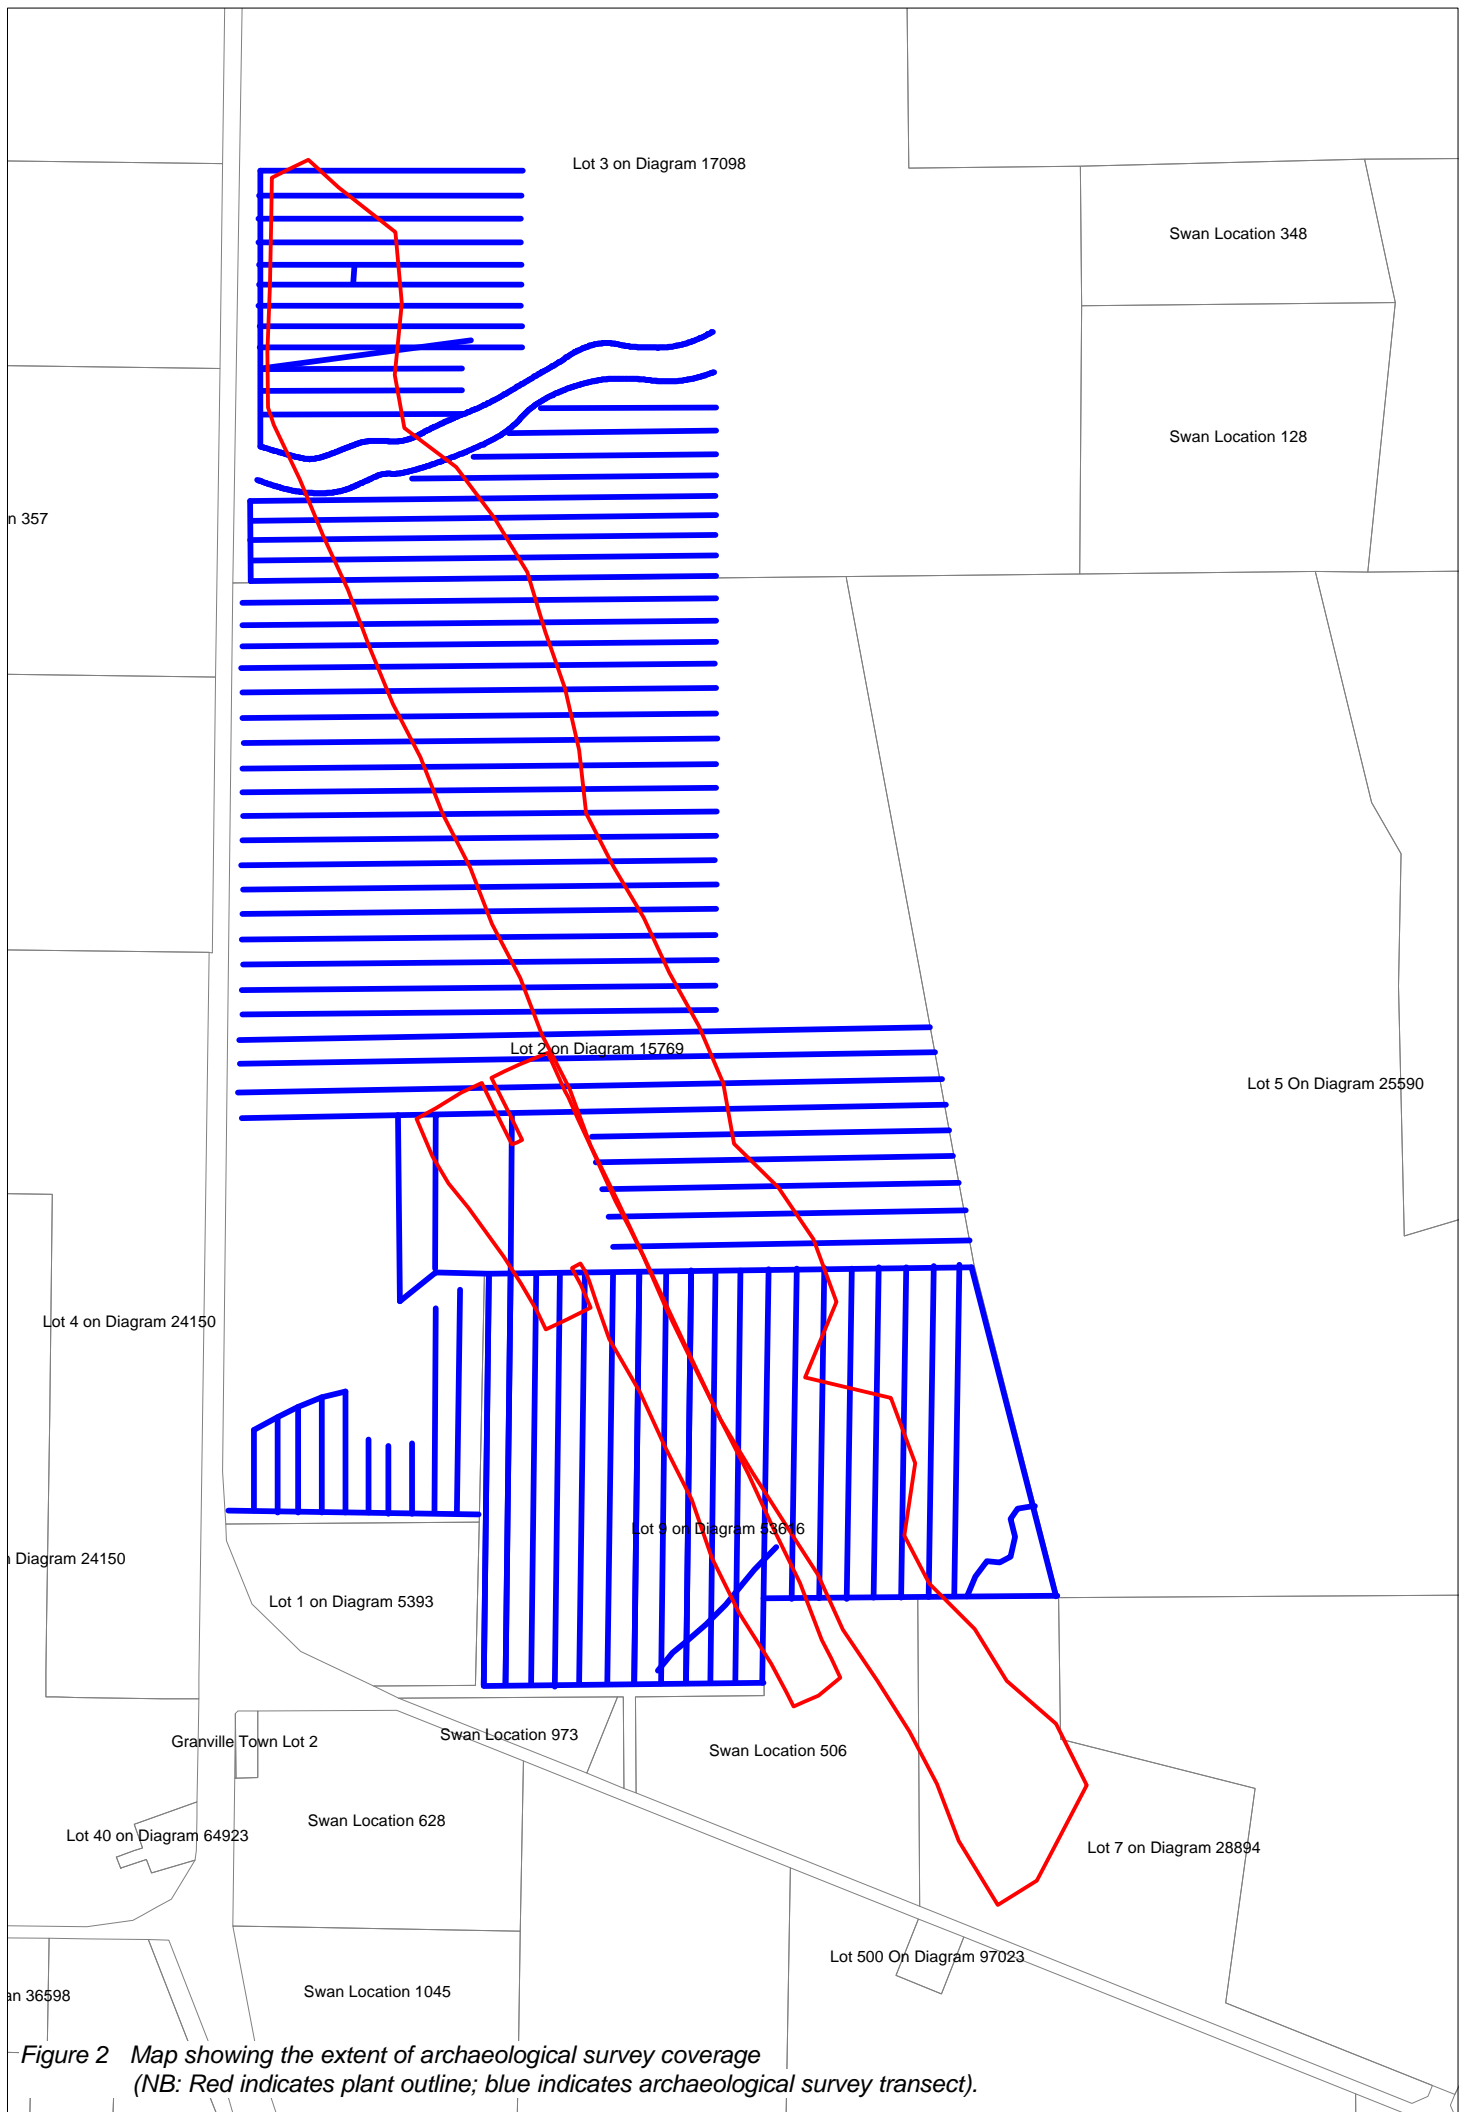 Lot 3 on Diagram 17098
Swan Location 348
Swan Location 128
n 357
Lot 2 on Diagram 15769
Lot 5 On Diagram 25590
Lot 4 on Diagram 24150
Lot 9 on Diagram 53616
Diagram 24150
Lot 1 on Diagram 5393
Granville Town Lot 2
Swan Location 973
Swan Location 506
Swan Location 628
Lot 40 on Diagram 64923
Lot 7 on Diagram 28894
Lot 500 On Diagram 97023
Swan Location 1045
an 36598
Figure 2 Map showing the extent of archaeological survey coverage
(NB: Red indicates plant outline; blue indicates archaeological survey transect).